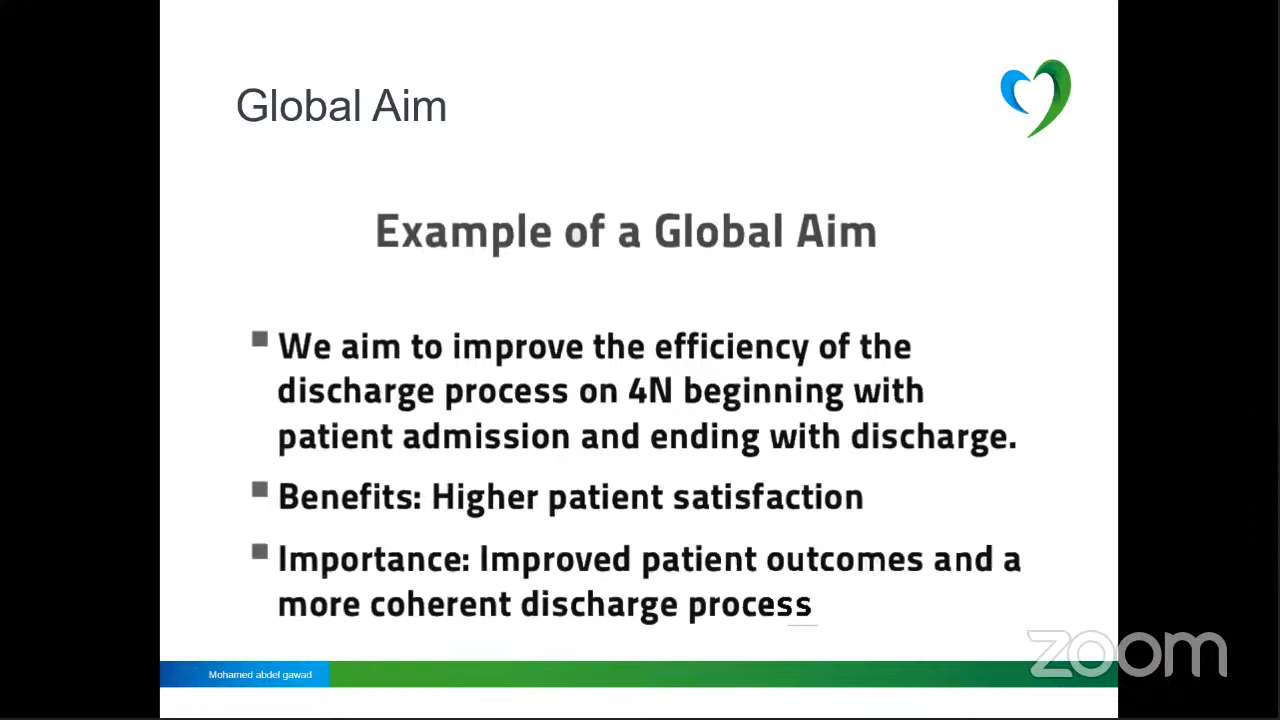 Global Aim
Example of a Global Aim
We aim to improve the efficiency of the
discharge process on 4N beginning with
patient admission and ending with discharge.
Benefits: Higher patient satisfaction
Importance: Improved patient outcomes and a
more coherent discharge process
Mohamed abdel gawad
zoom